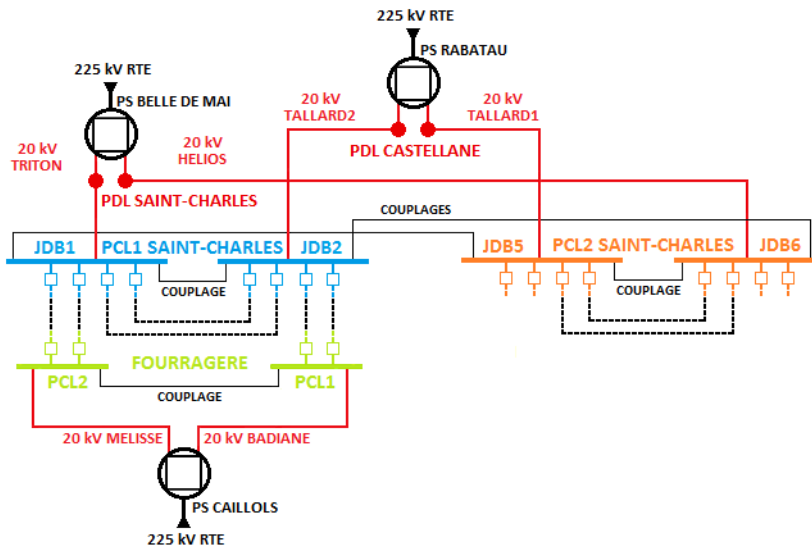 225 kV RTE
PS RABATAU
225 kV RTE
PS BELLE DE MAI
20 kV
TALLARD2
20 kV
TALLARD1
20 kV
TRITON
20 kV
HELIOS
PDL CASTELLANE
PDL SAINT-CHARLES
COUPLAGES
JDB1
PCL1 SAINT-CHARLES
JDB2
JDB5
PCL2 SAINT-CHARLES
JDB6
COUPLAGE
COUPLAGE
FOURRAGERE
PCL2
PCL1
COUPLAGE
20 kV MELISSE
20 kV BADIANE
PS CAILLOLS
225 kV RTE